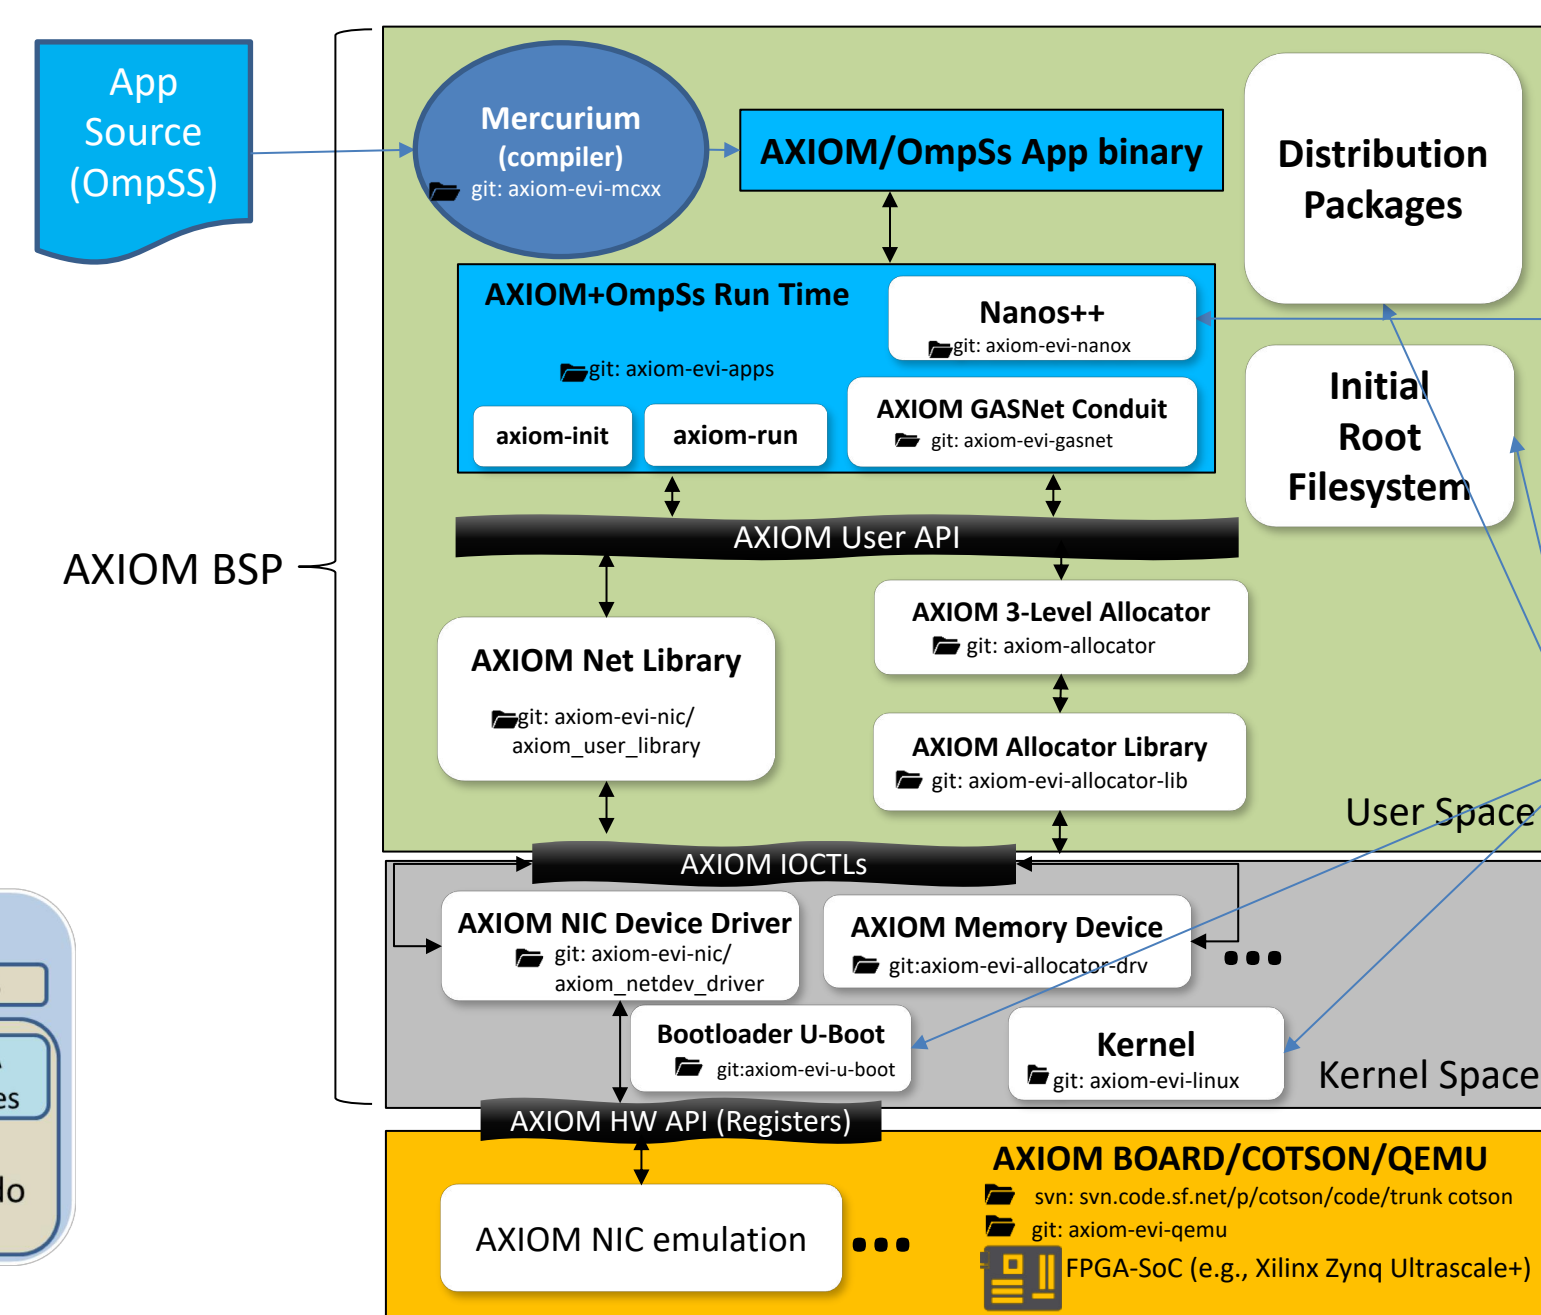 App
Source
(OmpSS)
Mercurium
(compiler)
git: axiom-evi-mcxx
AXIOM/OmpSs App binary
Distribution
Packages
AXIOM+OmpSs Run Time
git: axiom-evi-apps
Nanos++
git: axiom-evi-nanox
axiom-init
axiom-run
AXIOM GASNet Conduit
git: axiom-evi-gasnet
Initial
Root
Filesystem
AXIOM User API
AXIOM BSP
AXIOM Net Library
git: axiom-evi-nic/
axiom_user_library
AXIOM 3-Level Allocator
git: axiom-allocator
AXIOM Allocator Library
git: axiom-evi-allocator-lib
User Space
AXIOM IOCTLs
AXIOM NIC Device Driver
git: axiom-evi-nic/
axiom_netdev_driver
AXIOM Memory Device
git:axiom-evi-allocator-drv
...
Bootloader U-Boot
git:axiom-evi-u-boot
Kernel
git: axiom-evi-linux
Kernel Space
AXIOM HW API (Registers)
AXIOM NIC emulation
...
AXIOM BOARD/COTSON/QEMU
svn: svn.code.sf.net/p/cotson/code/trunk cotson
git: axiom-evi-qemu
FPGA-SoC (e.g., Xilinx Zynq Ultrascale+)